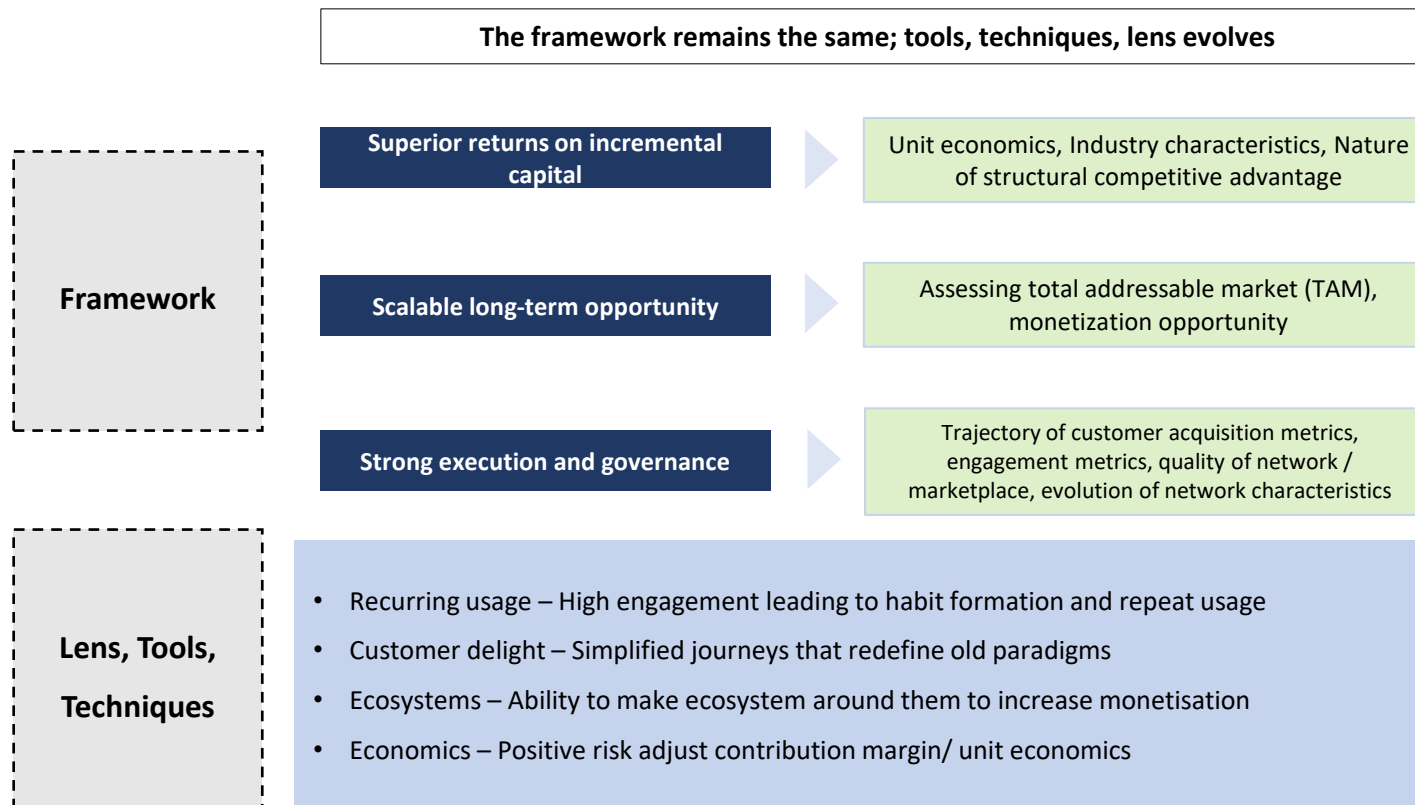 The framework remains the same; tools, techniques, lens evolves
Framework
Superior returns on incremental
capital
Unit economics, Industry characteristics, Nature
of structural competitive advantage
Scalable long-term opportunity
Assessing total addressable market (TAM),
monetization opportunity
Strong execution and governance
Trajectory of customer acquisition metrics,
engagement metrics, quality of network /
marketplace, evolution of network characteristics
Lens, Tools,
Techniques
• Recurring usage – High engagement leading to habit formation and repeat usage
• Customer delight – Simplified journeys that redefine old paradigms
• Ecosystems – Ability to make ecosystem around them to increase monetisation
• Economics – Positive risk adjust contribution margin/ unit economics